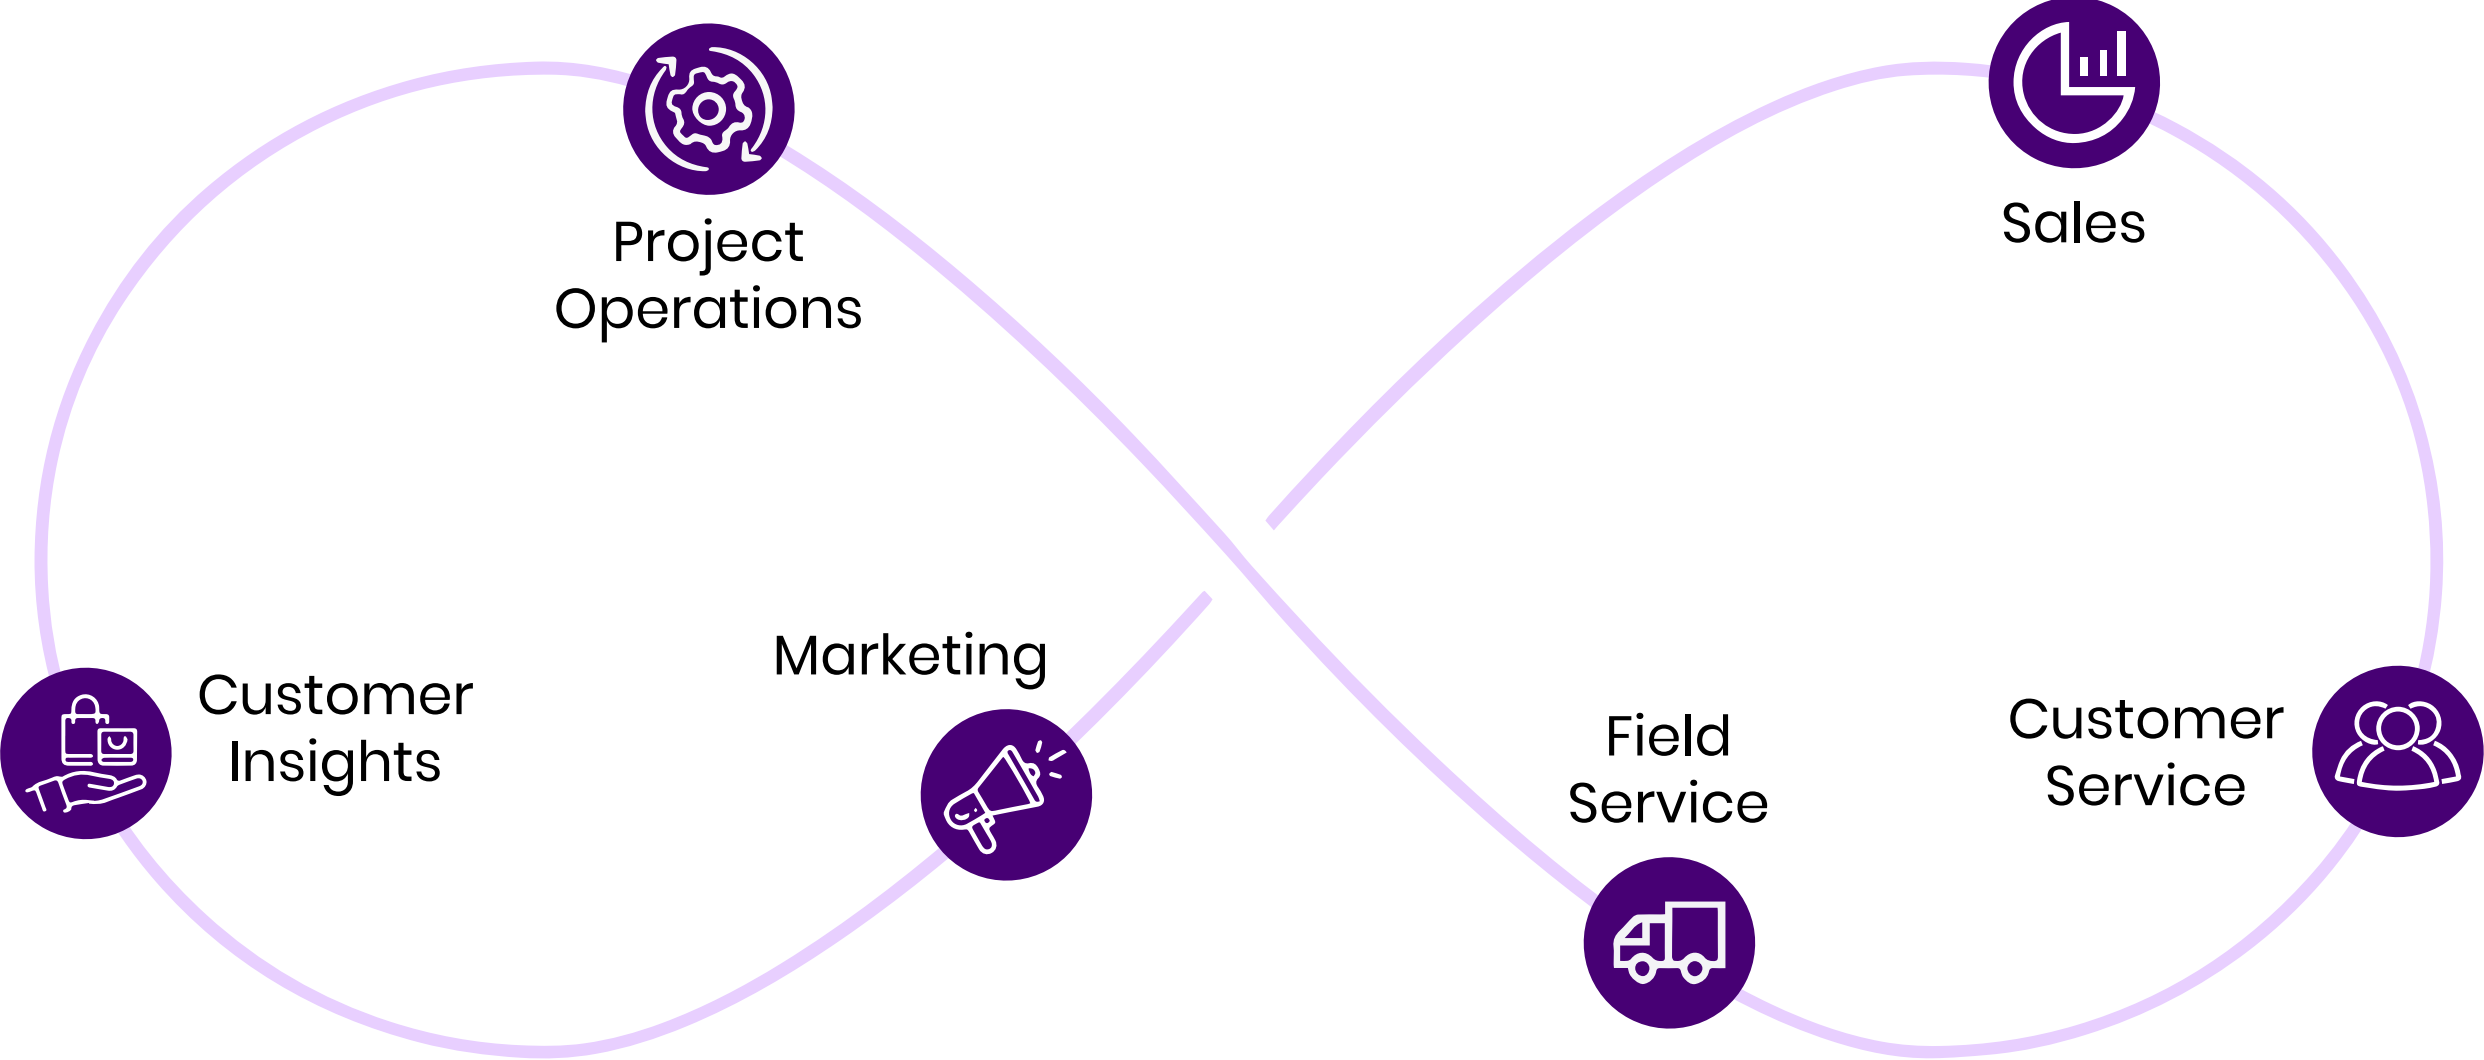 Project
Operations
Sales
Customer
Insights
Marketing
Field
Service
Customer
Service